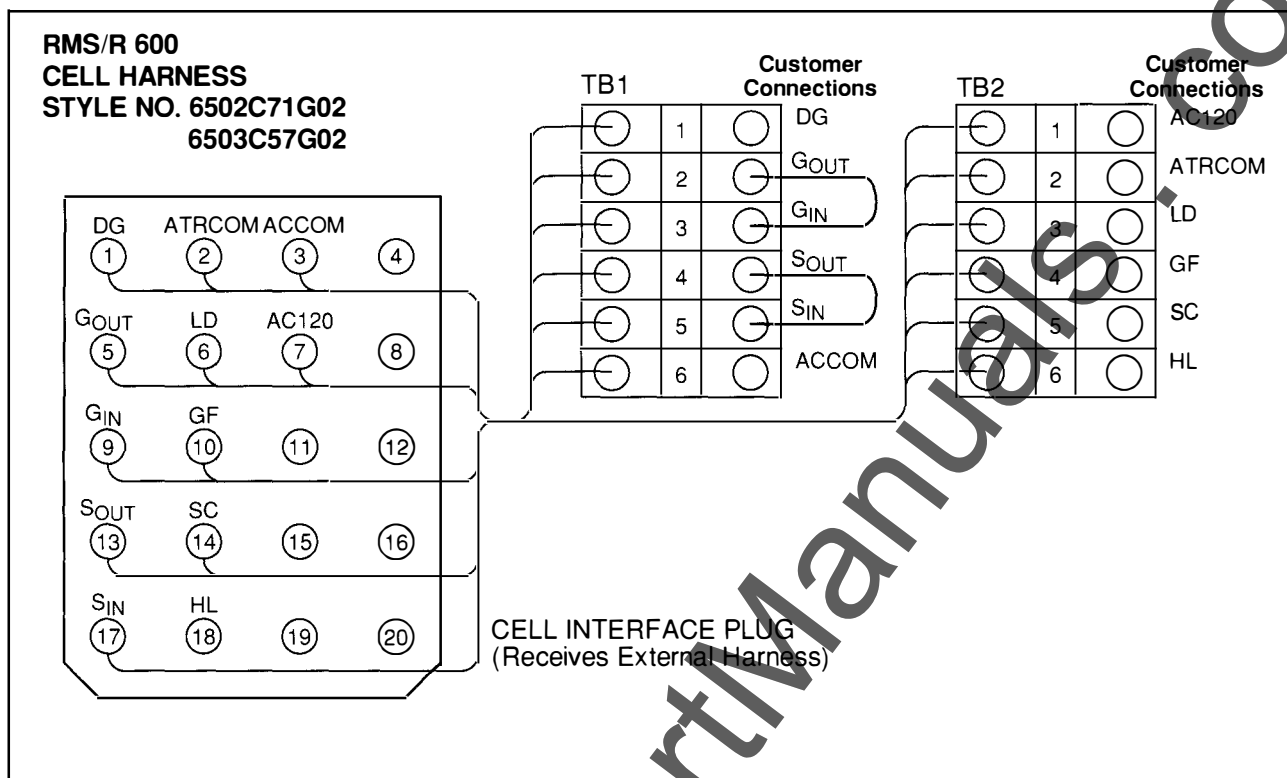 RMS/R 600
CELL HARNESS
STYLE NO. 6502C71G02
6503C57G02
DG ATRCOM ACCOM
1 2 3 4
GOUT LD AC120
5 6 7 8
GIN GF
9 10 11 12
SOUT SC
13 14 15 16
SIN HL
17 18 19 20
CELL INTERFACE PLUG
(Receives External Harness)
TB1
Customer
Connections
1 DG
2 GOUT
3 GIN
4 SOUT
5 SIN
6 ACCOM
TB2
Customer
Connections
1 AC120
2 ATRCOM
3 LD
4 GF
5 SC
6 HL
rtManuals.co